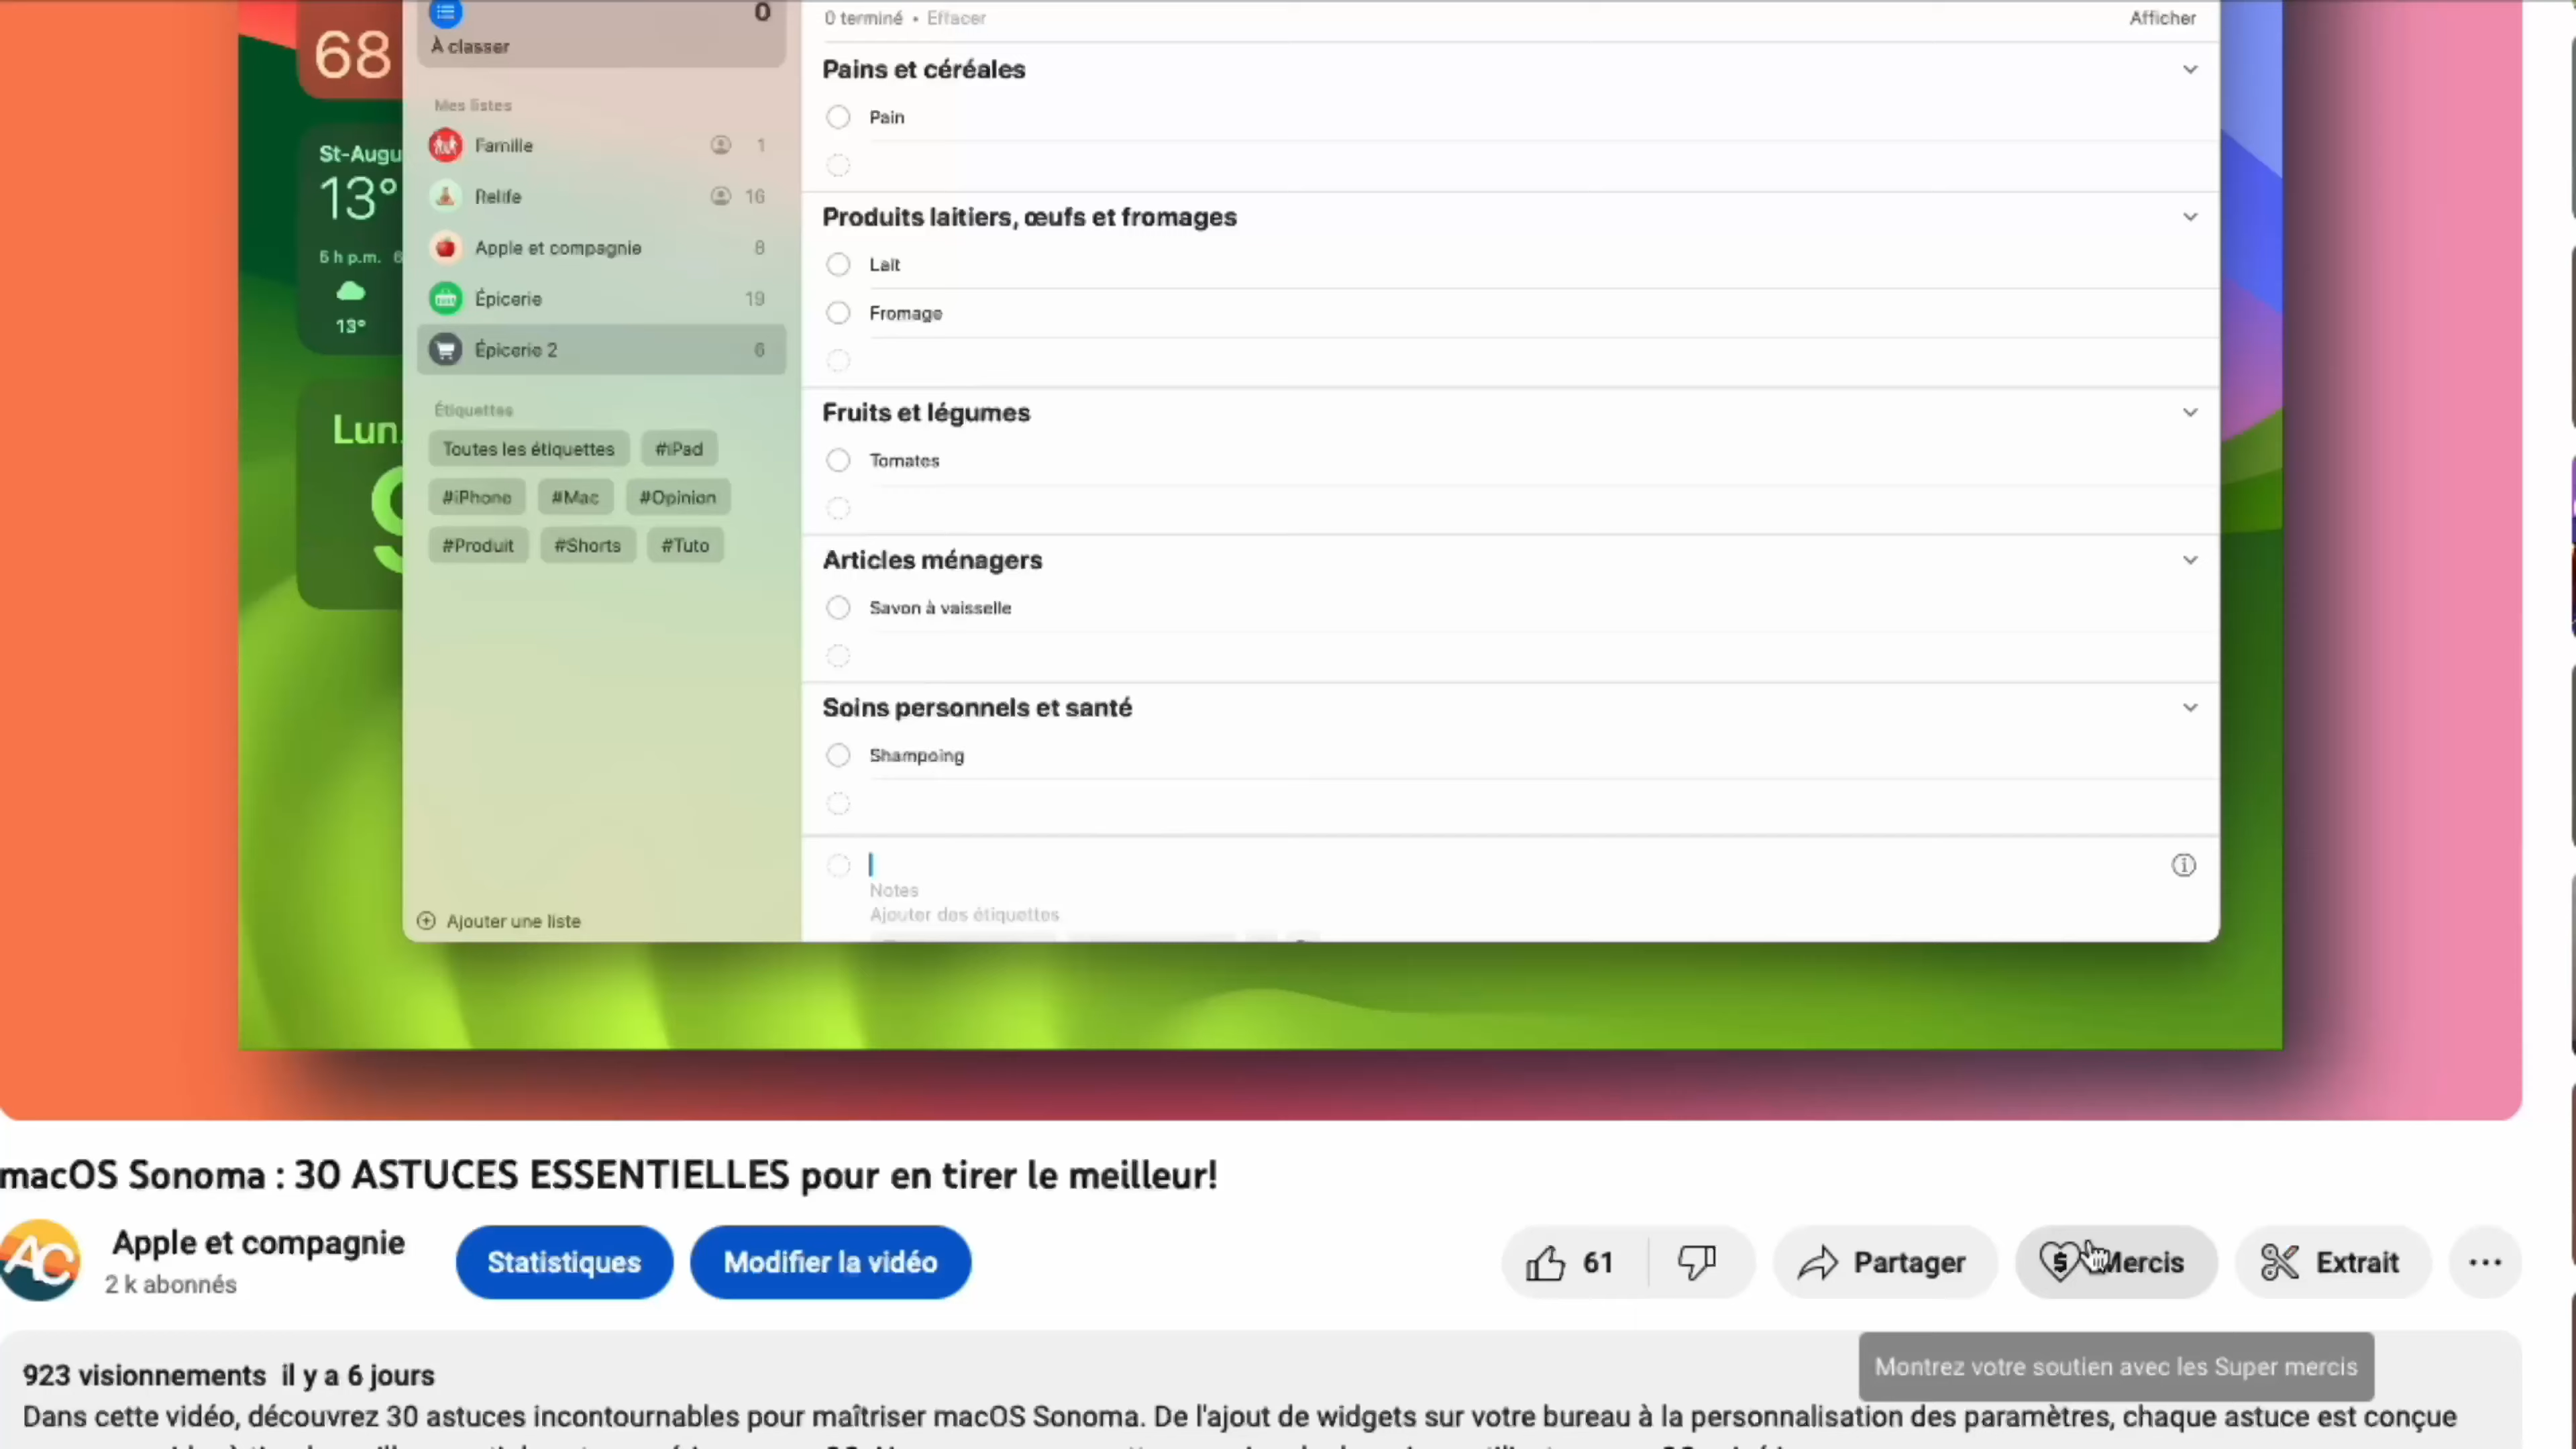 68
À classer
0
0 terminé • Effacer
Afficher
Mes listes
Famille 1
Relife 16
Apple et compagnie 8
Épicerie 19
Épicerie 2 6
Étiquettes
Toutes les étiquettes #iPad
#iPhone #Mac #Opinion
#Produit #Shorts #Tuto
Ajouter une liste
St-Augu
13°
5 h p.m. 6
13°
Lun.
9
Pains et céréales
Pain
Produits laitiers, œufs et fromages
Lait
Fromage
Fruits et légumes
Tomates
Articles ménagers
Savon à vaisselle
Soins personnels et santé
Shampoing
Notes
Ajouter des étiquettes
macOS Sonoma : 30 ASTUCES ESSENTIELLES pour en tirer le meilleur!
AC
Apple et compagnie
2 k abonnés
Statistiques
Modifier la vidéo
61
Partager
Mercis
Extrait
Montrez votre soutien avec les Super mercis
923 visionnements il y a 6 jours
Dans cette vidéo, découvrez 30 astuces incontournables pour maîtriser macOS Sonoma. De l'ajout de widgets sur votre bureau à la personnalisation des paramètres, chaque astuce est conçue